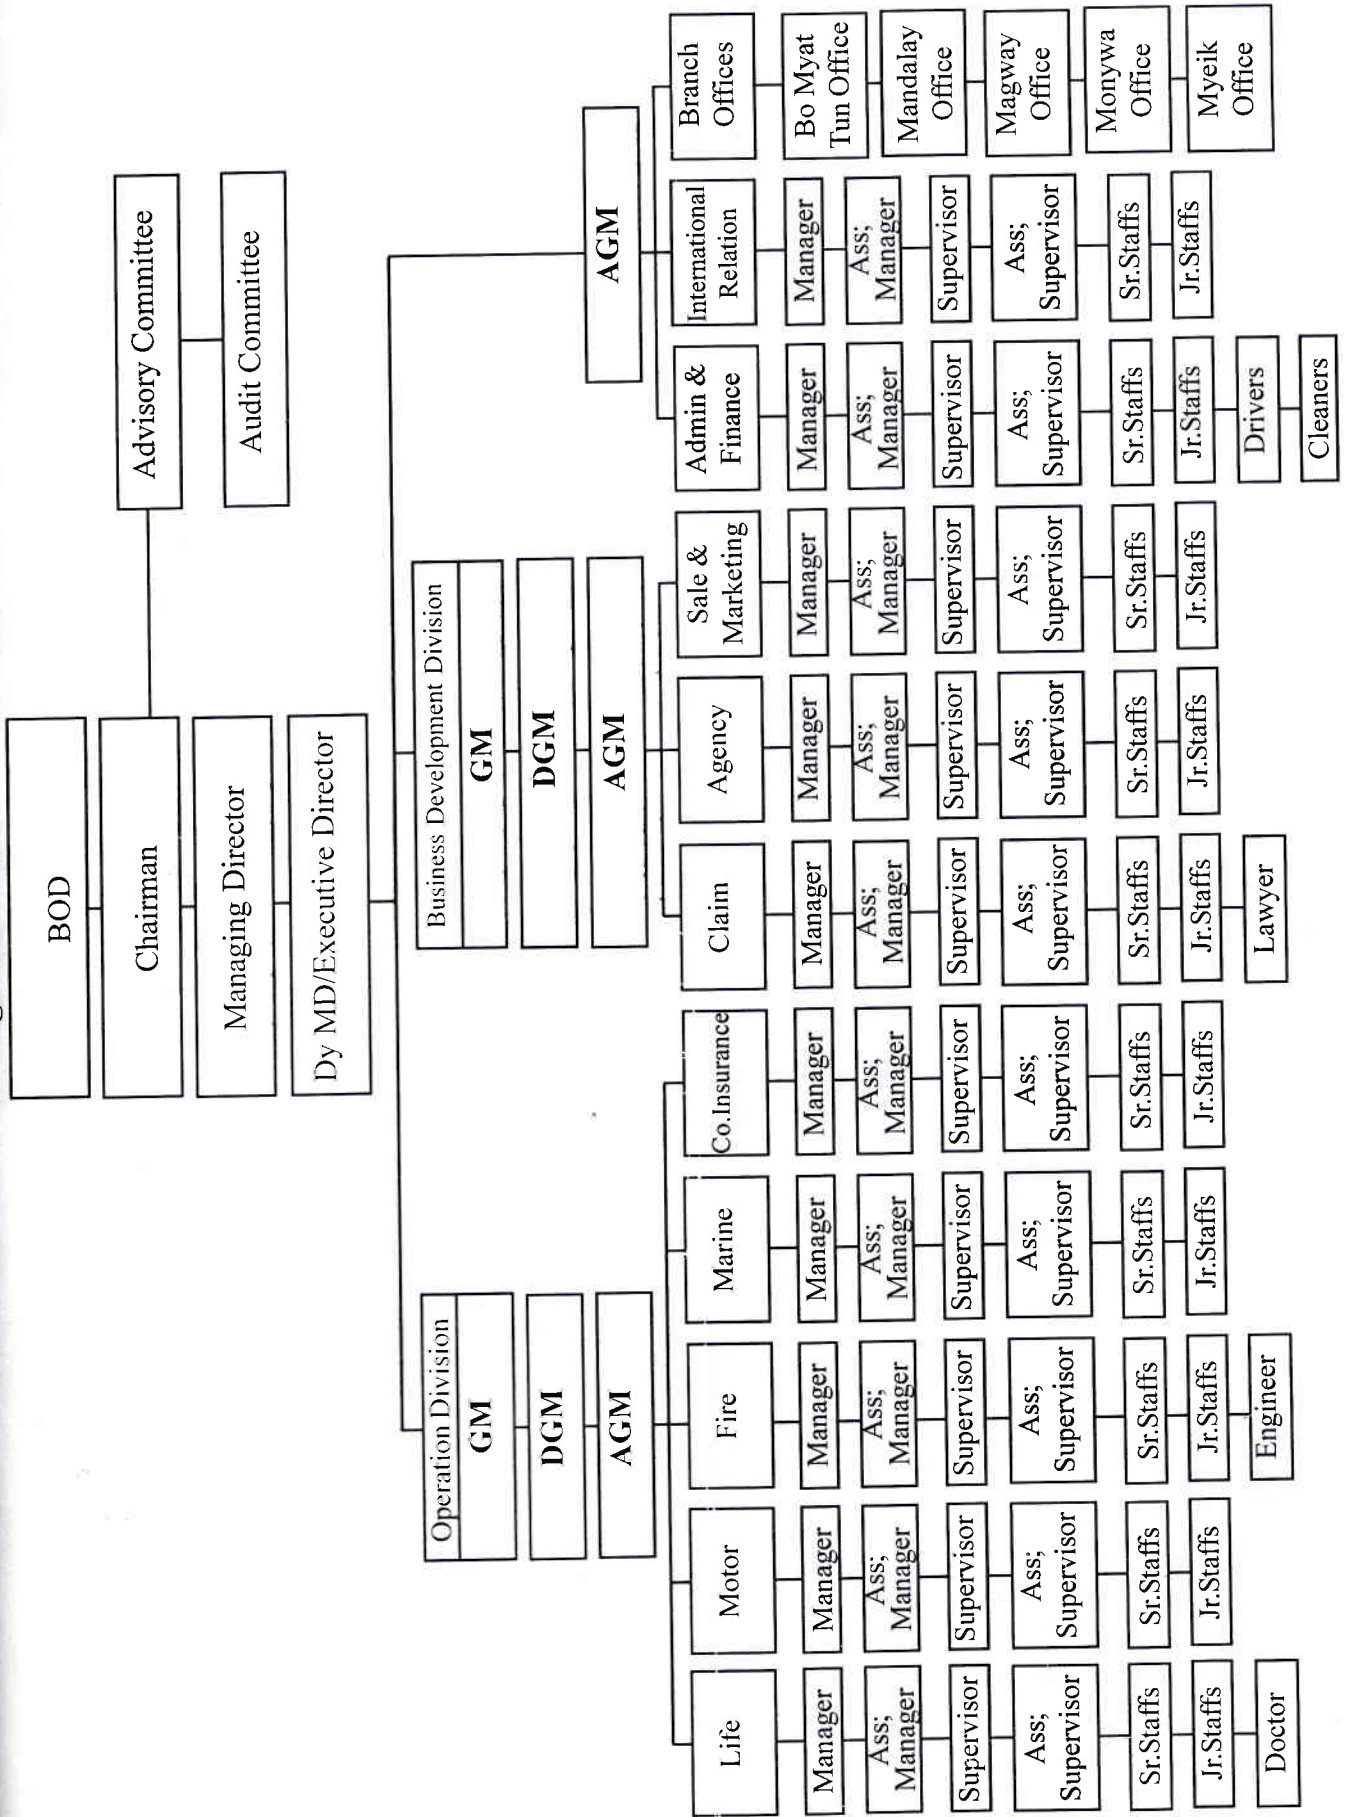 BOD
Chairman
Managing Director
Dy MD/Executive Director
Advisory Committee
Audit Committee
Operation Division
GM
DGM
AGM
Business Development Division
GM
DGM
AGM
AGM
Life
Manager
Ass;
Manager
Supervisor
Ass;
Supervisor
Sr.Staffs
Jr.Staffs
Doctor
Motor
Manager
Ass;
Manager
Supervisor
Ass;
Supervisor
Sr.Staffs
Jr.Staffs
Fire
Manager
Ass;
Manager
Supervisor
Ass;
Supervisor
Sr.Staffs
Jr.Staffs
Engineer
Marine
Manager
Ass;
Manager
Supervisor
Ass;
Supervisor
Sr.Staffs
Jr.Staffs
Co.Insurance
Manager
Ass;
Manager
Supervisor
Ass;
Supervisor
Sr.Staffs
Jr.Staffs
Claim
Manager
Ass;
Manager
Supervisor
Ass;
Supervisor
Sr.Staffs
Jr.Staffs
Lawyer
Agency
Manager
Ass;
Manager
Supervisor
Ass;
Supervisor
Sr.Staffs
Jr.Staffs
Sale &
Marketing
Manager
Ass;
Manager
Supervisor
Ass;
Supervisor
Sr.Staffs
Jr.Staffs
Admin &
Finance
Manager
Ass;
Manager
Supervisor
Ass;
Supervisor
Sr.Staffs
Jr.Staffs
Drivers
Cleaners
International
Relation
Manager
Ass;
Manager
Supervisor
Ass;
Supervisor
Sr.Staffs
Jr.Staffs
Branch
Offices
Bo Myat
Tun Office
Mandalay
Office
Magway
Office
Monywa
Office
Myeik
Office